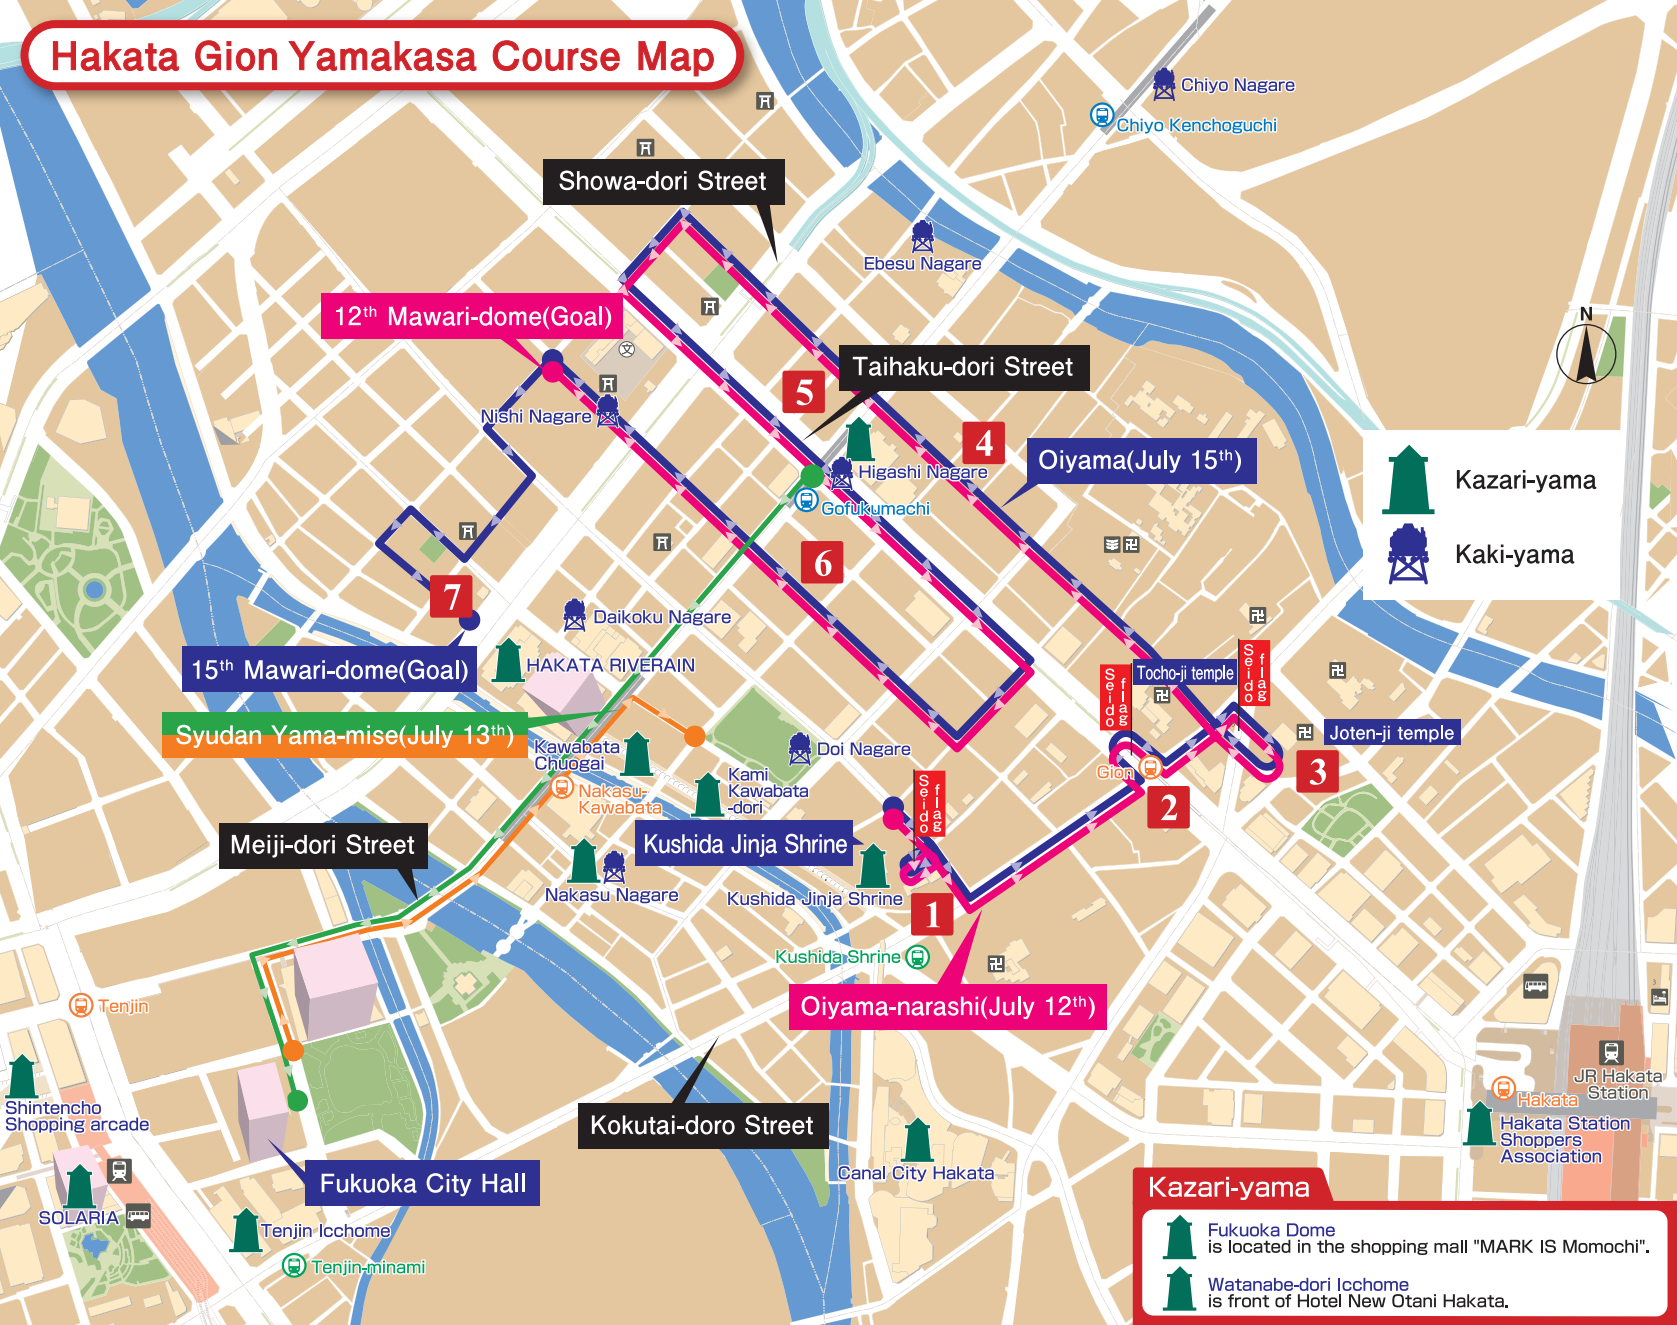 Hakata Gion Yamakasa Course Map
Chiyo Nagare
Chiyo Kenchoguchi
Showa-dori Street
Ebesu Nagare
12th Mawari-dome(Goal)
N
Taihaku-dori Street
5
4
Nishi Nagare
Oiyama(July 15th)
Higashi Nagare
Gofukumachi
Kazari-yama
Kaki-yama
6
7
Daikoku Nagare
15th Mawari-dome(Goal)
HAKATA RIVERAIN
Seido flag
Tocho-ji temple
Seido flag
Syudan Yama-mise(July 13th)
Joten-ji temple
Kawabata
Chuogai
Doi Nagare
Gion
3
Kami
Kawabata
-dori
Nakasu-
Kawabata
Seido flag
2
Meiji-dori Street
Kushida Jinja Shrine
Nakasu Nagare
Kushida Jinja Shrine
1
Kushida Shrine
Oiyama-narashi(July 12th)
Tenjin
JR Hakata
Station
Hakata
Shintencho
Shopping arcade
Kokutai-doro Street
Hakata Station
Shoppers
Association
Canal City Hakata
Fukuoka City Hall
SOLARIA
Tenjin Icchome
Tenjin-minami
Kazari-yama
Fukuoka Dome
is located in the shopping mall "MARK IS Momochi".
Watanabe-dori Icchome
is front of Hotel New Otani Hakata.